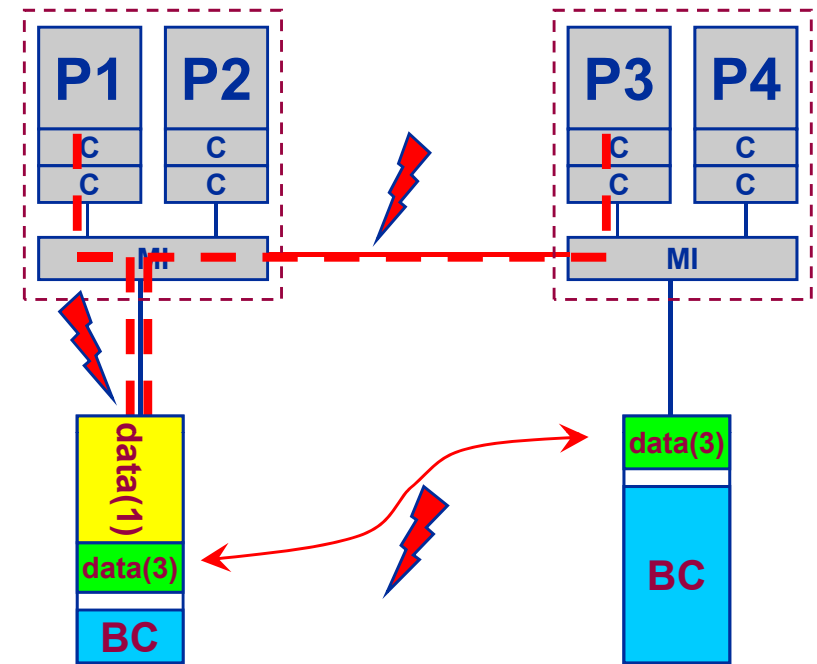 P1 P2 P3 P4
C C C C
C C C C
MI MI
data(1)
data(3)
data(3)
BC
BC